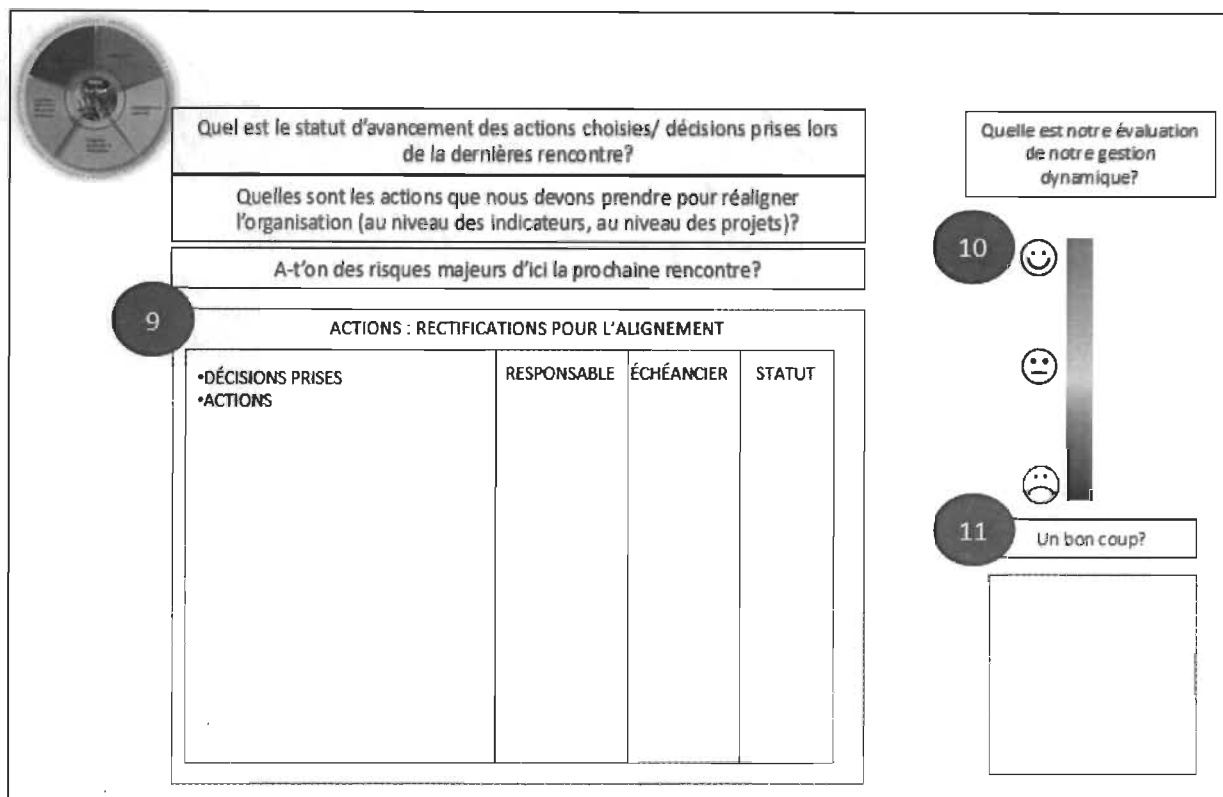 Quel est le statut d'avancement des actions choisies/ décisions prises lors
de la dernières rencontre?
Quelles sont les actions que nous devons prendre pour réaligner
l'organisation (au niveau des indicateurs, au niveau des projets)?
A-t'on des risques majeurs d'ici la prochaine rencontre?
9
ACTIONS : RECTIFICATIONS POUR L'ALIGNEMENT
•DÉCISIONS PRISES
•ACTIONS
RESPONSABLE
ÉCHÉANCIER
STATUT
Quelle est notre évaluation
de notre gestion
dynamique?
10
11
Un bon coup?